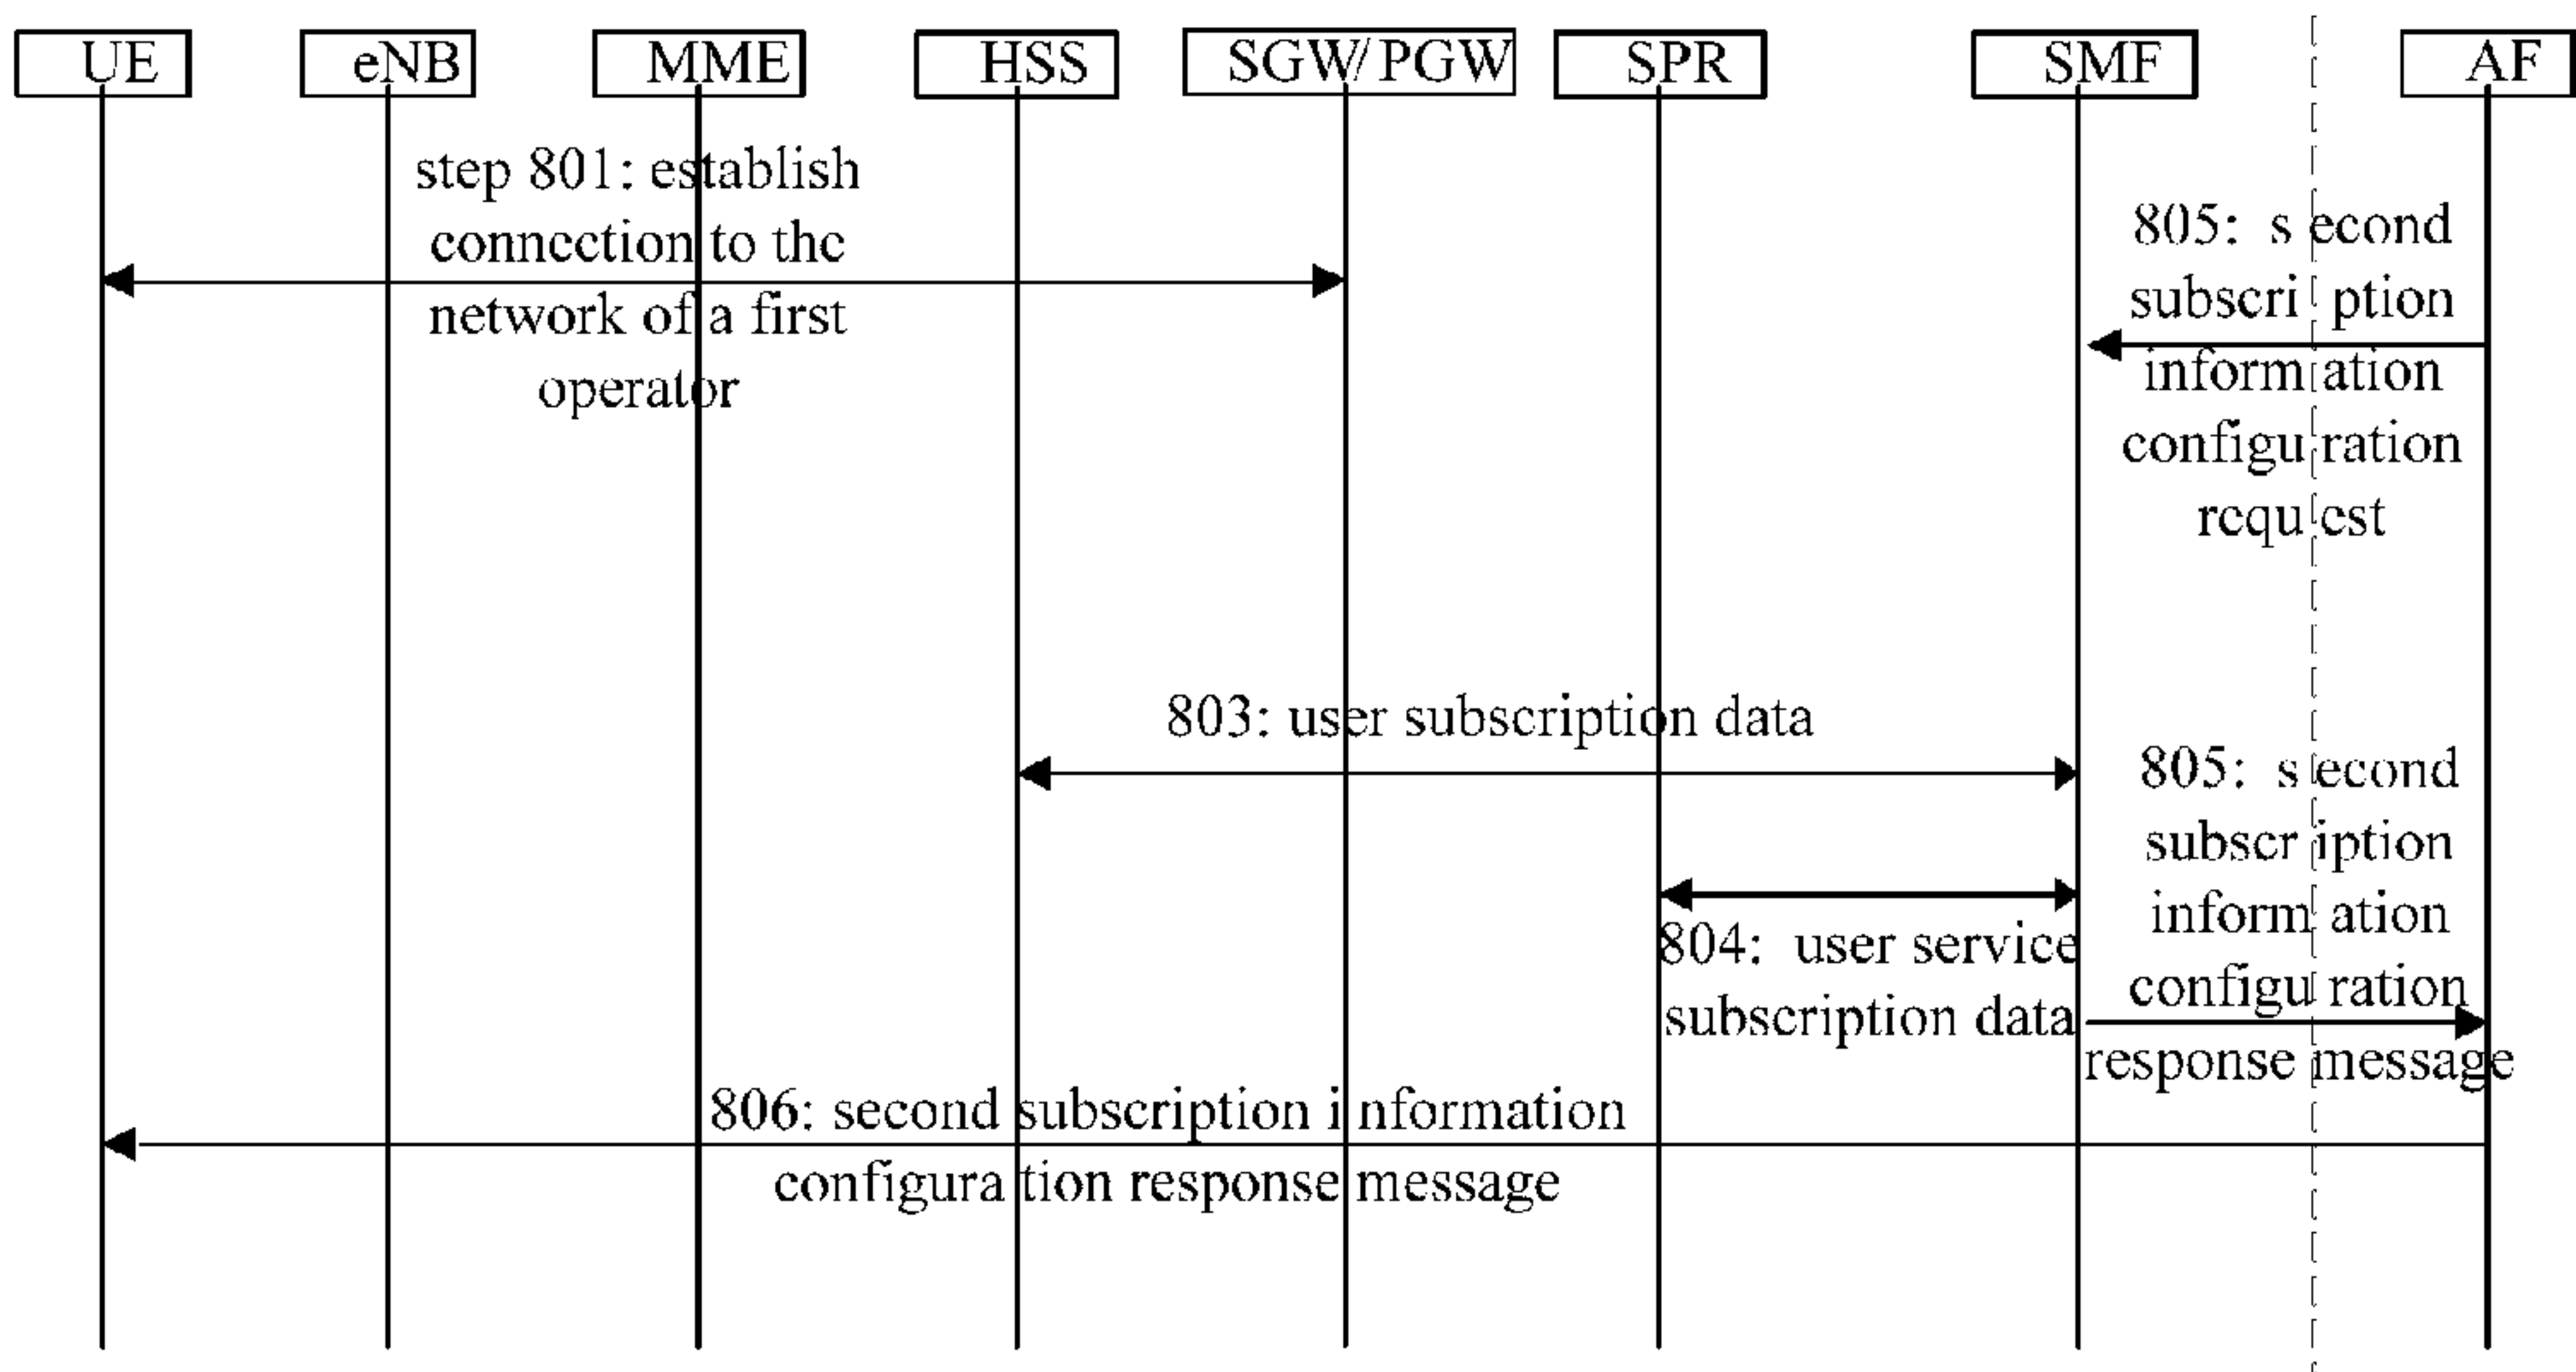 UE eNB MME HSS SGW/PGW SPR SMF AF
step 801: establish
connection to the
network of a first
operator
805: second
subscription
information
configuration
request
803: user subscription data
805: second
subscription
information
configuration
response message
804: user service
subscription data
806: second subscription information
configuration response message